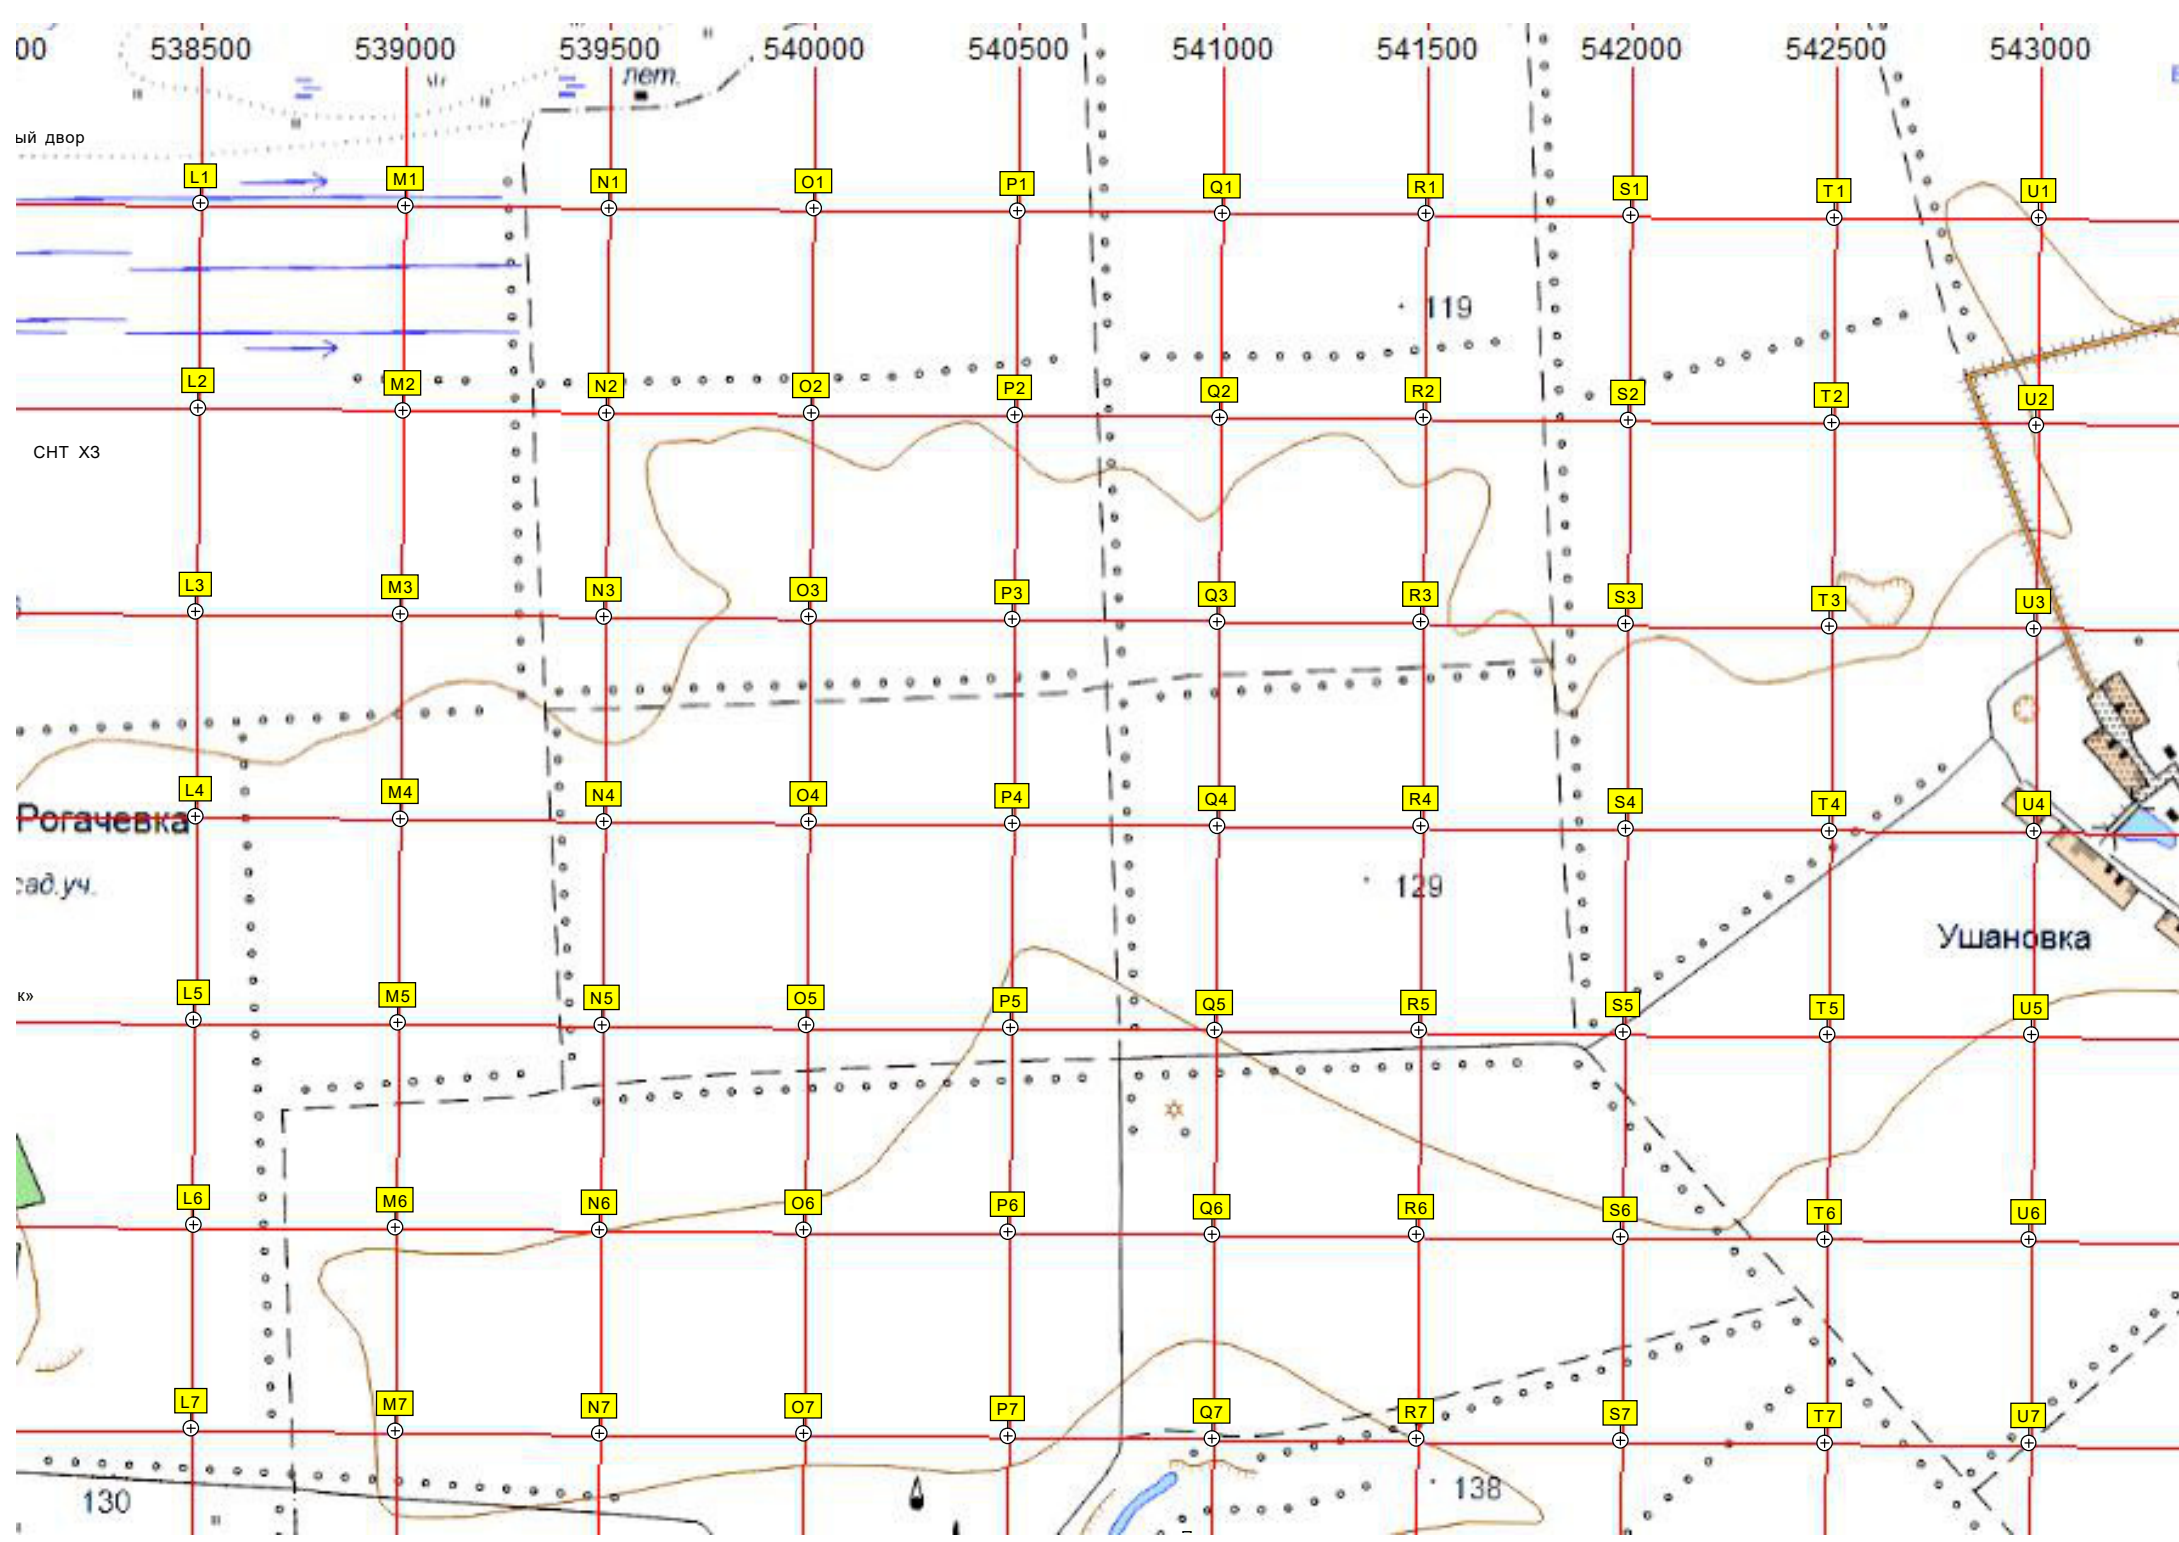 00 538500 539000 539500 540000 540500 541000 541500 542000 542500 543000
лет.
ый двор
L1 M1 N1 O1 P1 Q1 R1 S1 T1 U1
119
L2 M2 N2 O2 P2 Q2 R2 S2 T2 U2
СНТ ХЗ
L3 M3 N3 O3 P3 Q3 R3 S3 T3 U3
L4 M4 N4 O4 P4 Q4 R4 S4 T4 U4
Рогачевка
129
сад.уч.
Ушановка
к»
L5 M5 N5 O5 P5 Q5 R5 S5 T5 U5
L6 M6 N6 O6 P6 Q6 R6 S6 T6 U6
L7 M7 N7 O7 P7 Q7 R7 S7 T7 U7
130
138